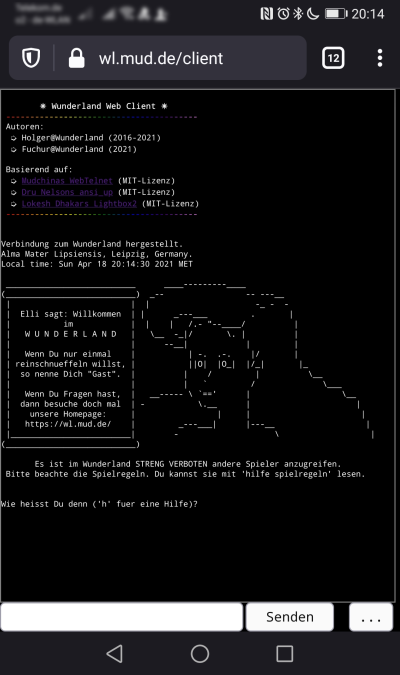 20:14
wl.mud.de/client
12
* Wunderland Web Client *
Autoren:
Holger@Wunderland (2016-2021)
Fuchur@Wunderland (2021)
Basierend auf:
Mudchinas WebTelnet (MIT-Lizenz)
Dru Nelsons ansi_up (MIT-Lizenz)
Lokesh Dhakars Lightbox2 (MIT-Lizenz)
Verbindung zum Wunderland hergestellt.
Alma Mater Lipsiensis, Leipzig, Germany.
Local time: Sun Apr 18 20:14:30 2021 MET
Elli sagt: Willkommen
im
W U N D E R L A N D
Wenn Du nur einmal
reinschnueffeln willst,
so nenne Dich "Gast".
Wenn Du Fragen hast,
dann besuche doch mal
unsere Homepage:
https://wl.mud.de/
Es ist im Wunderland STRENG VERBOTEN andere Spieler anzugreifen.
Bitte beachte die Spielregeln. Du kannst sie mit 'hilfe spielregeln' lesen.
Wie heisst Du denn ('h' fuer eine Hilfe)?
Senden
...